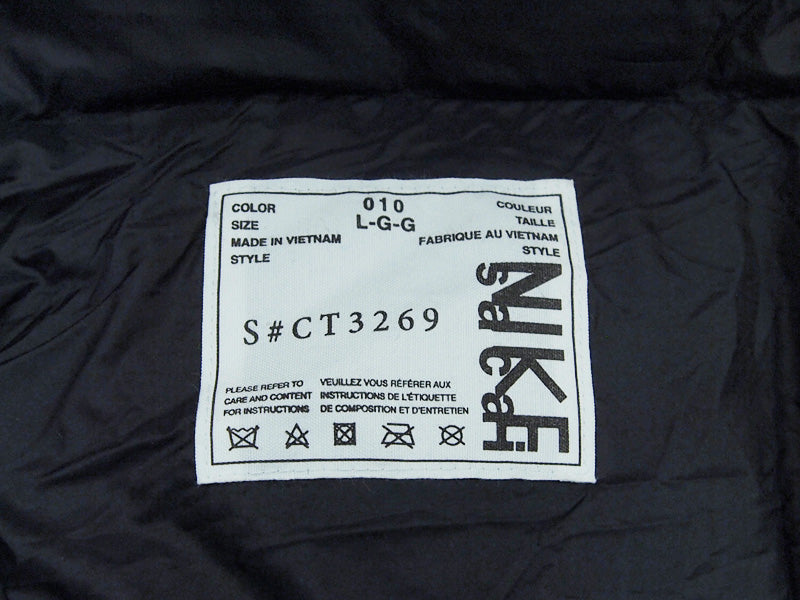 COLOR 010 COULEUR
SIZE L-G-G TAILLE
MADE IN VIETNAM FABRIQUE AU VIETNAM
STYLE STYLE
S#CT3269
NIKE
sacai
PLEASE REFER TO VEUILLEZ VOUS RÉFÉRER AUX
CARE AND CONTENT INSTRUCTIONS DE L'ÉTIQUETTE
FOR INSTRUCTIONS DE COMPOSITION ET D'ENTRETIEN